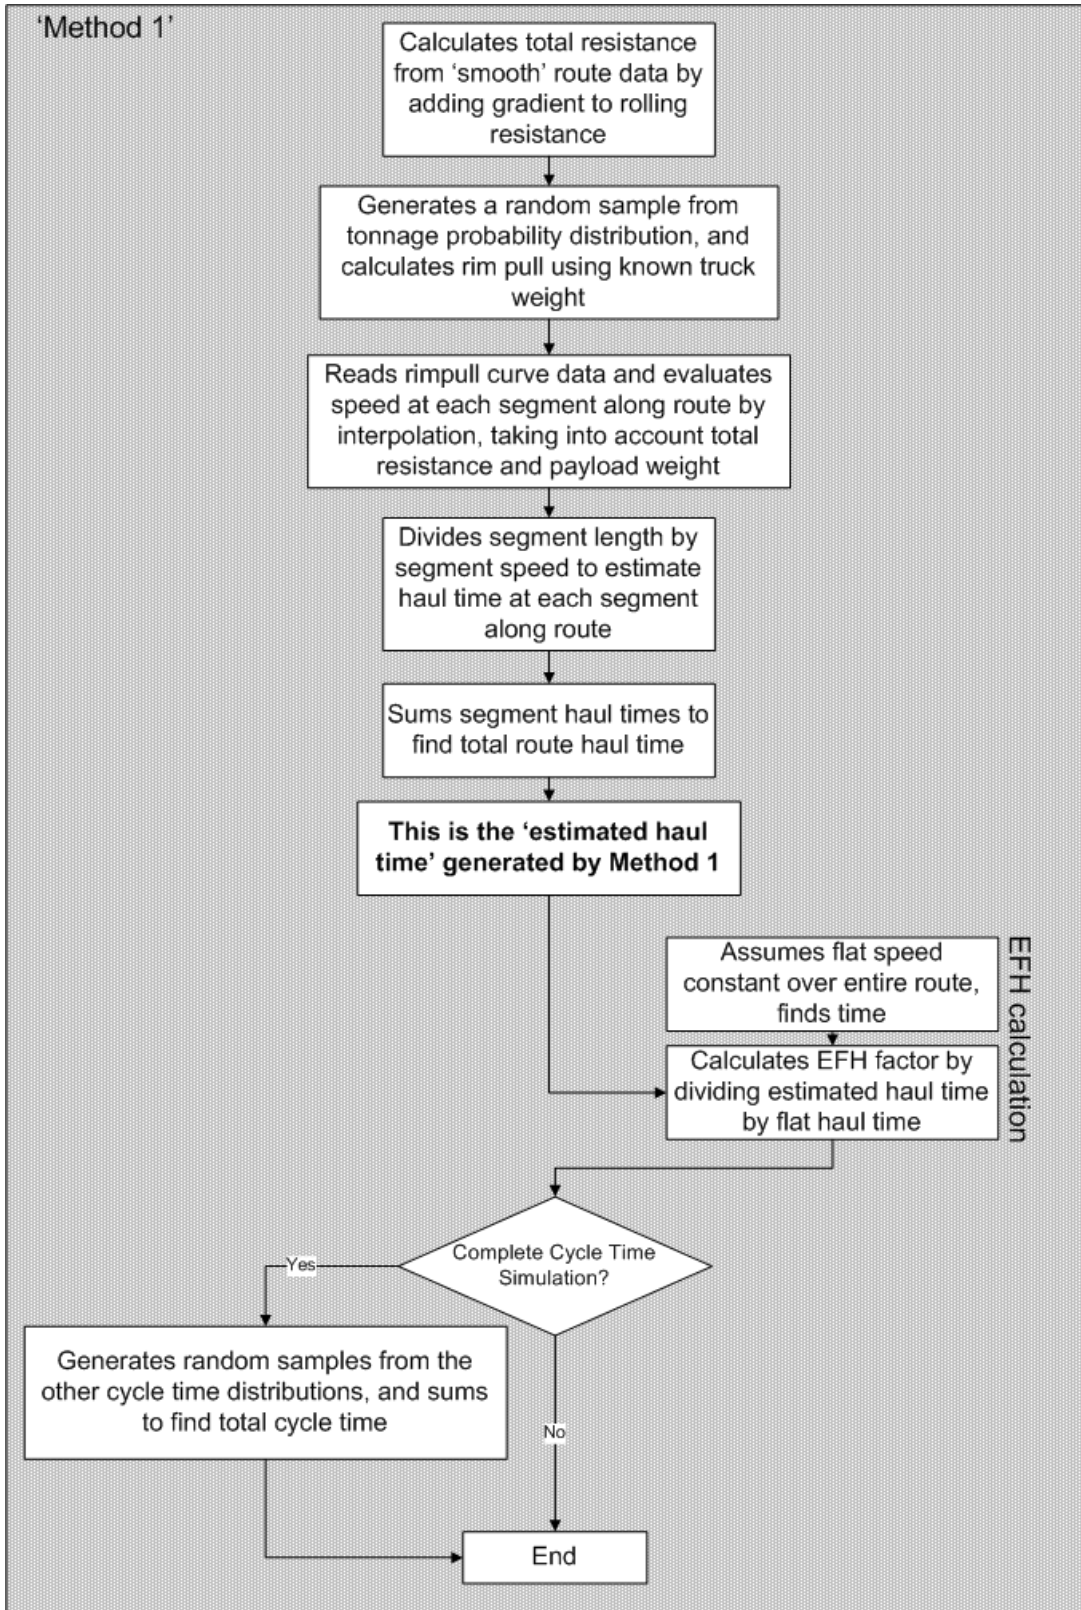 ‘Method 1’
Calculates total resistance
from ‘smooth’ route data by
adding gradient to rolling
resistance
Generates a random sample from
tonnage probability distribution, and
calculates rim pull using known truck
weight
Reads rimpull curve data and evaluates
speed at each segment along route by
interpolation, taking into account total
resistance and payload weight
Divides segment length by
segment speed to estimate
haul time at each segment
along route
Sums segment haul times to
find total route haul time
This is the ‘estimated haul
time’ generated by Method 1
Assumes flat speed
constant over entire route,
finds time
EFH calculation
Calculates EFH factor by
dividing estimated haul time
by flat haul time
Complete Cycle Time
Simulation?
Yes
Generates random samples from the
other cycle time distributions, and sums
to find total cycle time
No
End